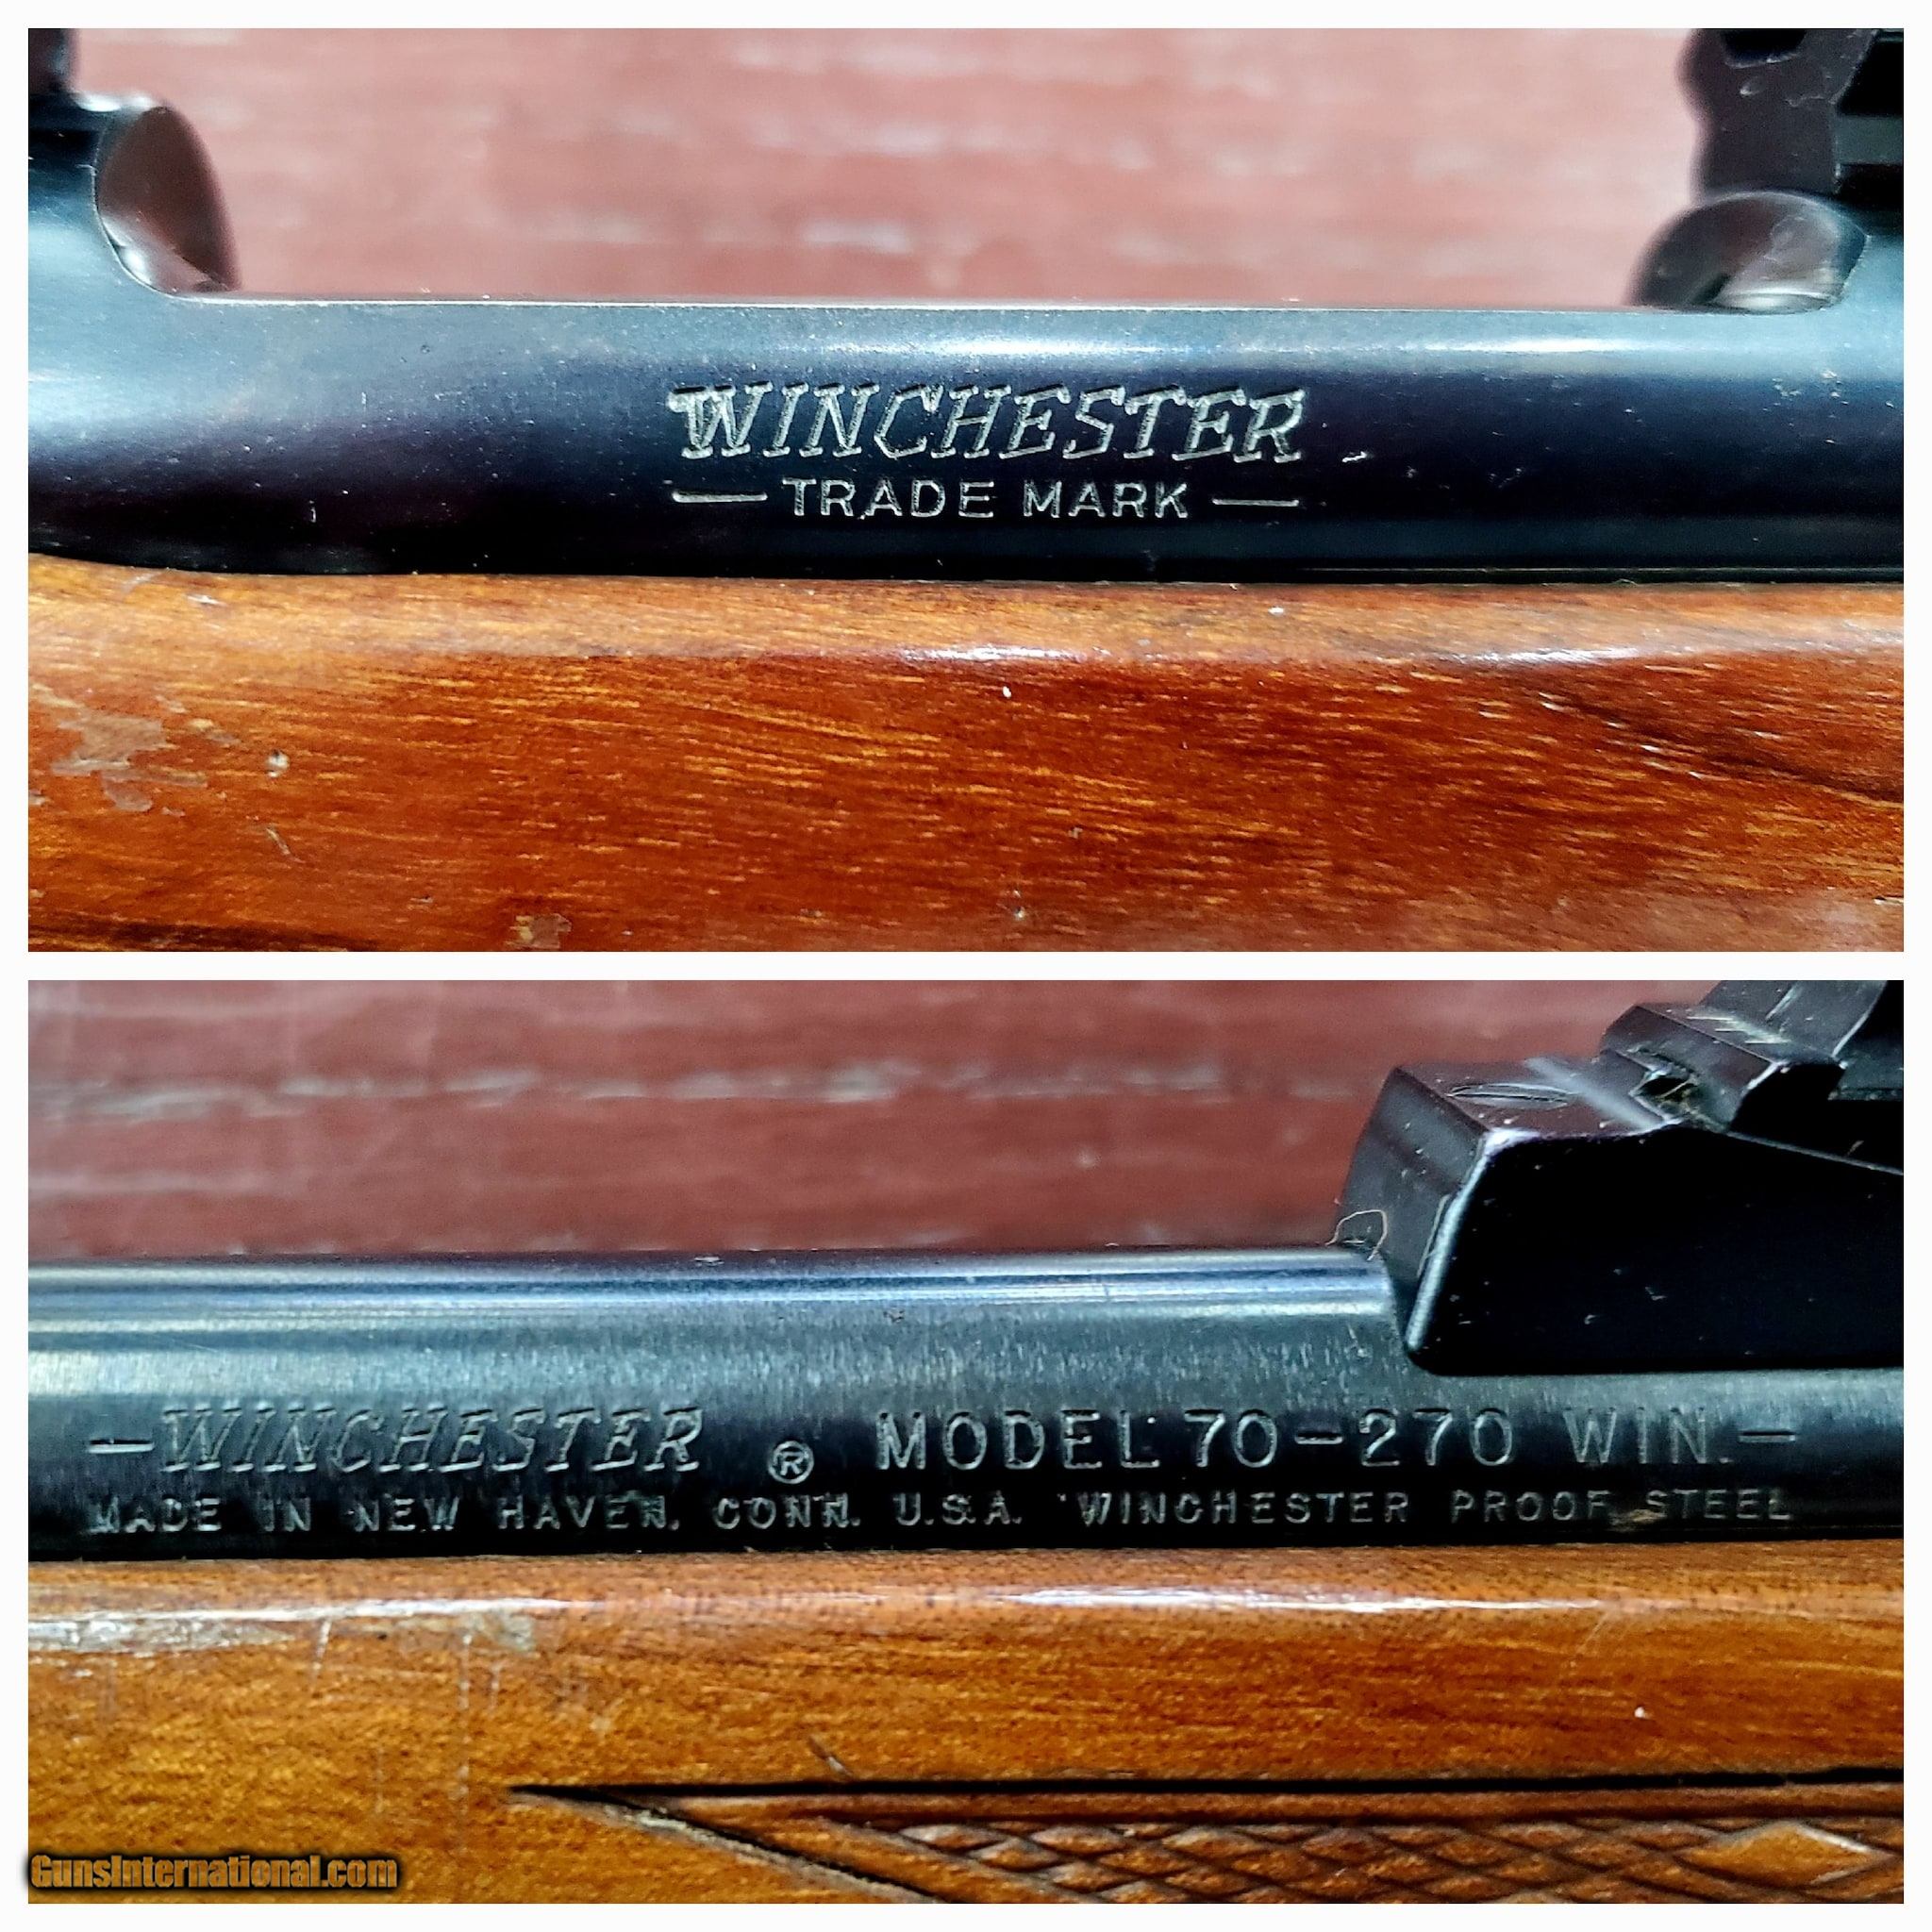 WINCHESTER
— TRADE MARK —
—WINCHESTER ® MODEL 70-270 WIN.—
MADE IN NEW HAVEN, CONN. U.S.A. WINCHESTER PROOF STEEL
GunsInternational.com